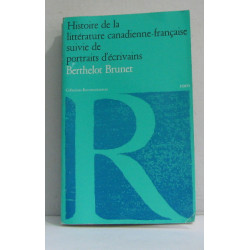 Histoire de la
littérature canadienne-française
suivie de
portraits d'écrivains
Berthelot Brunet
R